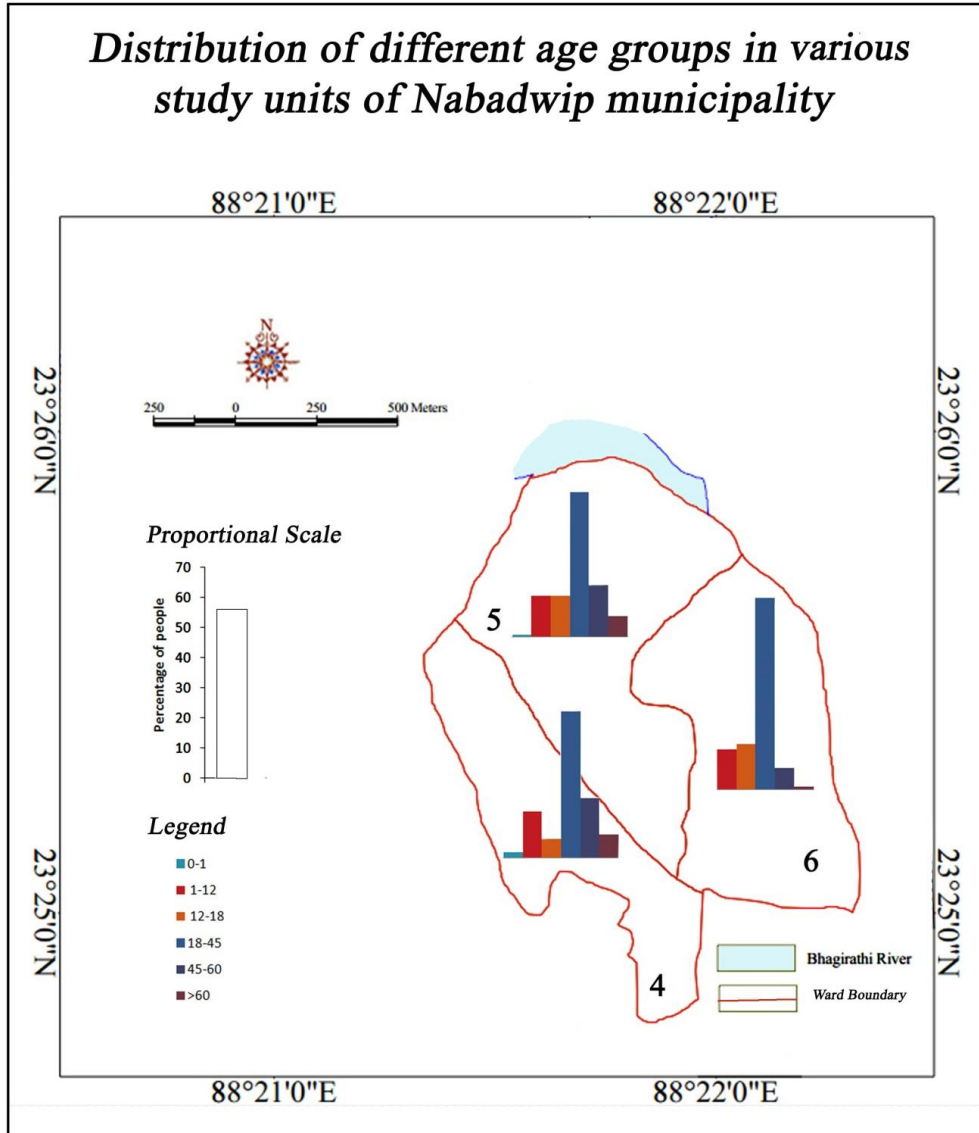 Distribution of different age groups in various
study units of Nabadwip municipality
88°21'0"E
88°22'0"E
N
250 0 250 500 Meters
23°26'0"N
23°26'0"N
Proportional Scale
70
60
50
40
30
20
10
0
Percentage of people
5
6
4
Legend
0-1
1-12
12-18
18-45
45-60
>60
23°25'0"N
23°25'0"N
Bhagirathi River
Ward Boundary
88°21'0"E
88°22'0"E